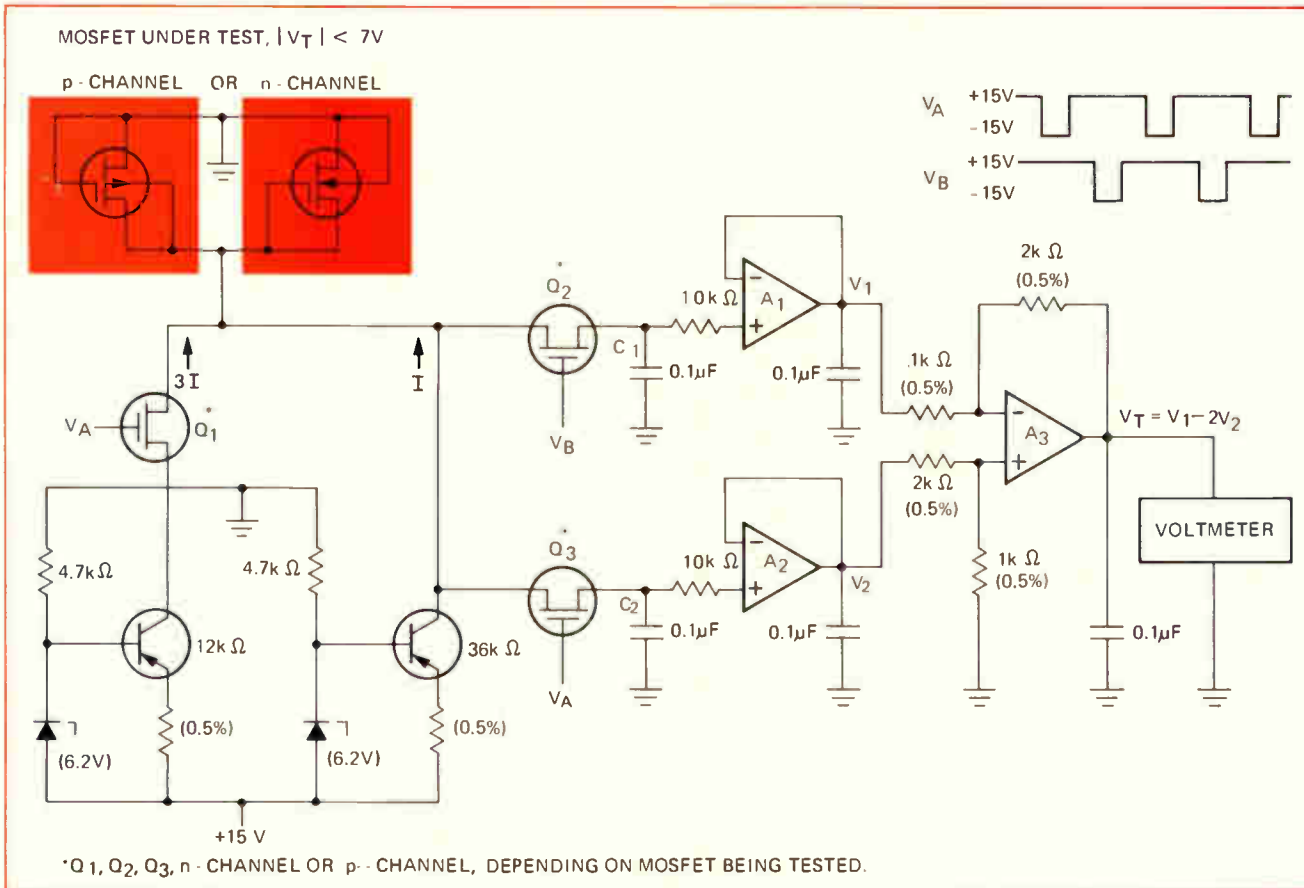 MOSFET UNDER TEST, |VT| < 7V
p - CHANNEL OR n - CHANNEL
VA +15V
-15V
VB +15V
-15V
3I
I
VA
Q1
Q2
VB
C1
0.1µF
10k Ω
A1
- +
V1
0.1µF
.1k Ω
(0.5%)
2k Ω
(0.5%)
A3
- +
VT = V1-2V2
VOLTMETER
4.7k Ω
4.7k Ω
12k Ω
36k Ω
(0.5%)
(0.5%)
(6.2V)
(6.2V)
+15 V
Q3
VA
C2
0.1µF
10k Ω
A2
- +
V2
0.1µF
2k Ω
(0.5%)
1k Ω
(0.5%)
0.1µF
*Q1, Q2, Q3, n - CHANNEL OR p-- CHANNEL, DEPENDING ON MOSFET BEING TESTED.